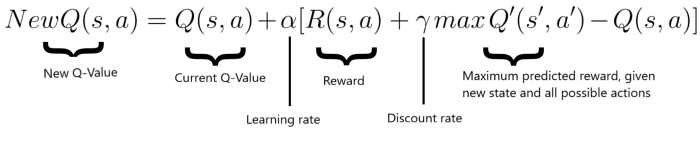 NewQ(s, a) = Q(s, a)+α[R(s, a) + γ maxQ'(s', a')−Q(s, a)]
New Q-Value
Current Q-Value
Reward
Maximum predicted reward, given
new state and all possible actions
Learning rate
Discount rate